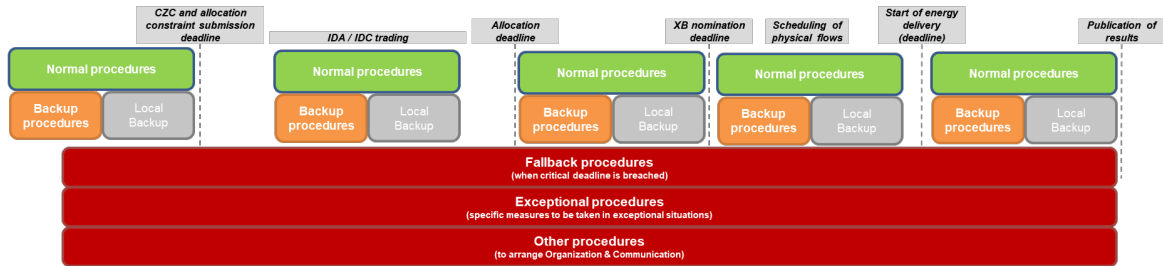 CZC and allocation
constraint submission
deadline
IDA / IDC trading
Allocation
deadline
XB nomination
deadline
Scheduling of
physical flows
Start of energy
delivery
(deadline)
Publication of
results
Normal procedures
Backup
procedures
Local
Backup
Normal procedures
Backup
procedures
Local
Backup
Normal procedures
Backup
procedures
Local
Backup
Normal procedures
Backup
procedures
Local
Backup
Normal procedures
Backup
procedures
Local
Backup
Fallback procedures
(when critical deadline is breached)
Exceptional procedures
(specific measures to be taken in exceptional situations)
Other procedures
(to arrange Organization & Communication)